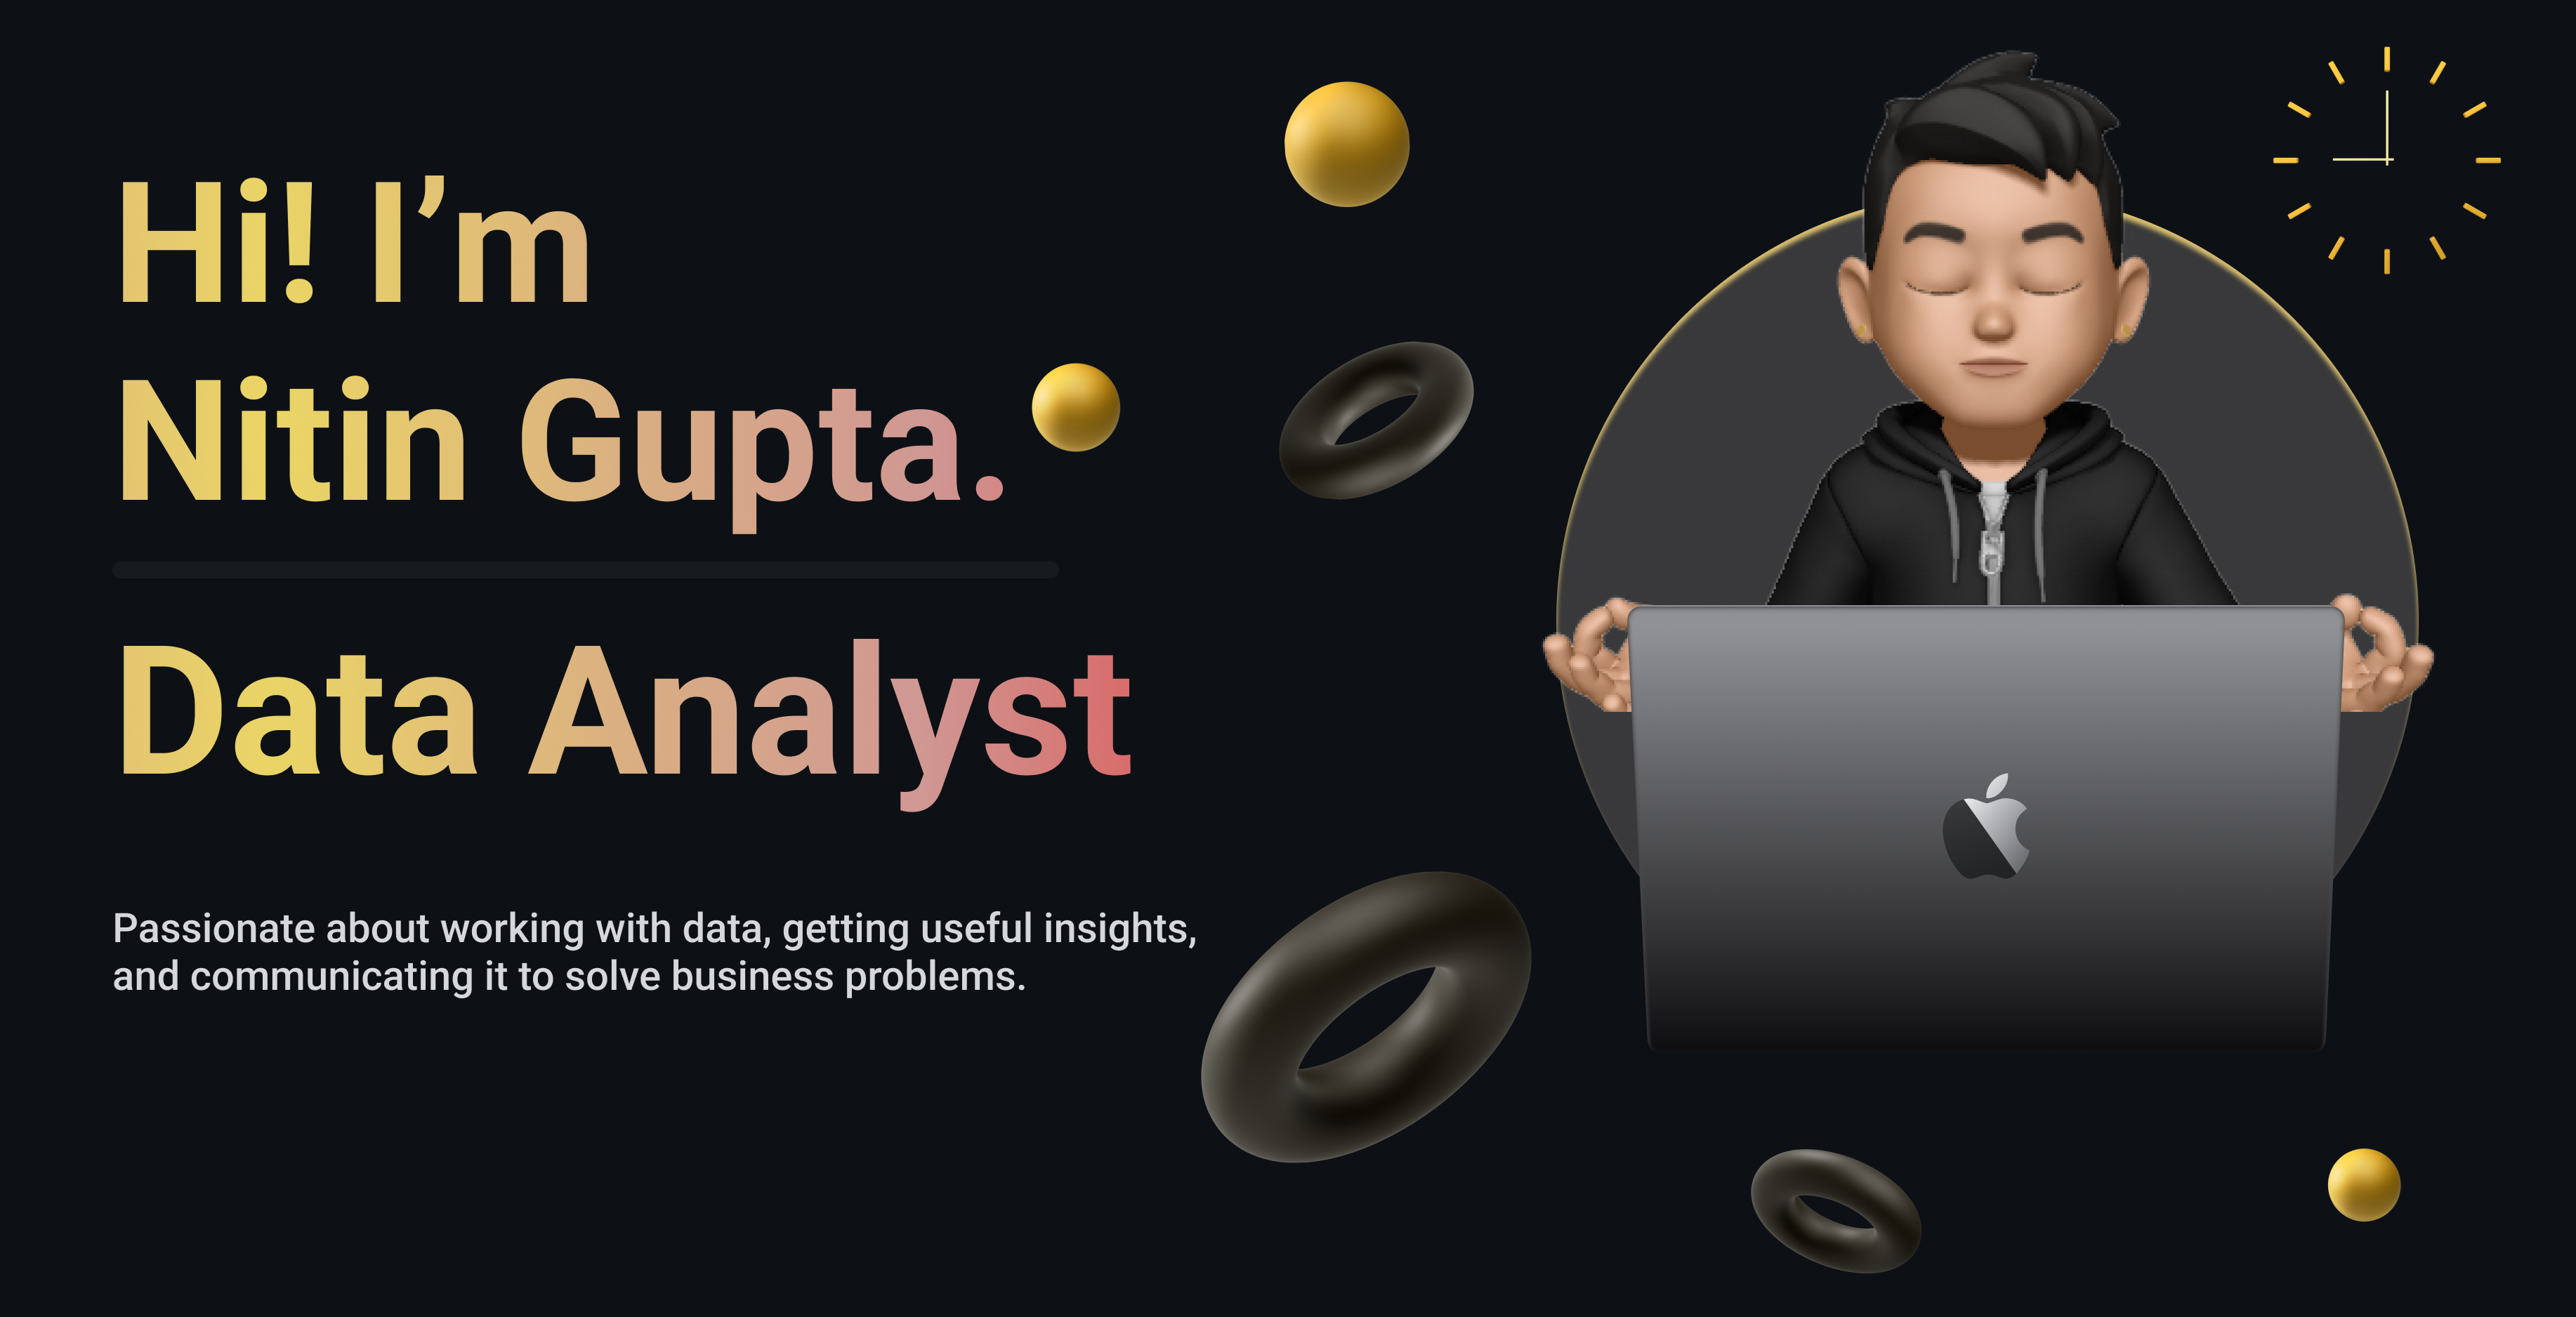 Hi! I’m
Nitin Gupta.
Data Analyst
Passionate about working with data, getting useful insights,
and communicating it to solve business problems.